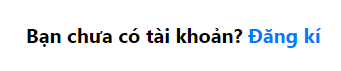 Bạn chưa có tài khoản? Đăng kí